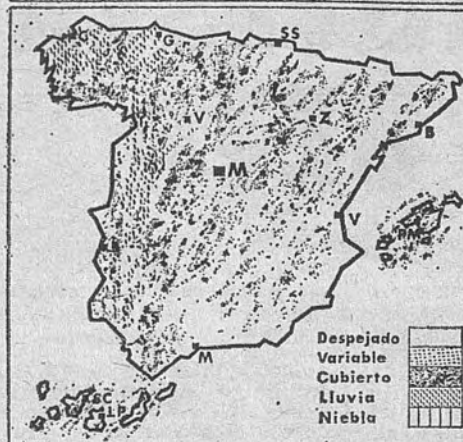 C G SS
V Z
B
M
V
PM
B
M
SC
LP
Despejado
Variable
Cubierto
Lluvia
Niebla